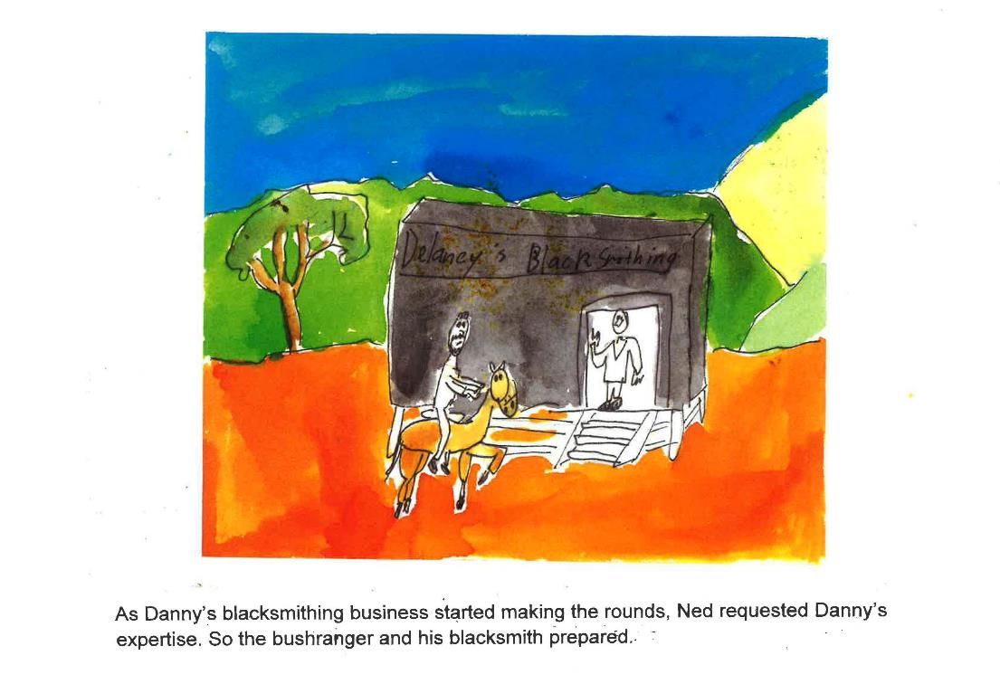 Delaney's BlackSmithing
As Danny's blacksmithing business started making the rounds, Ned requested Danny's
expertise. So the bushranger and his blacksmith prepared.